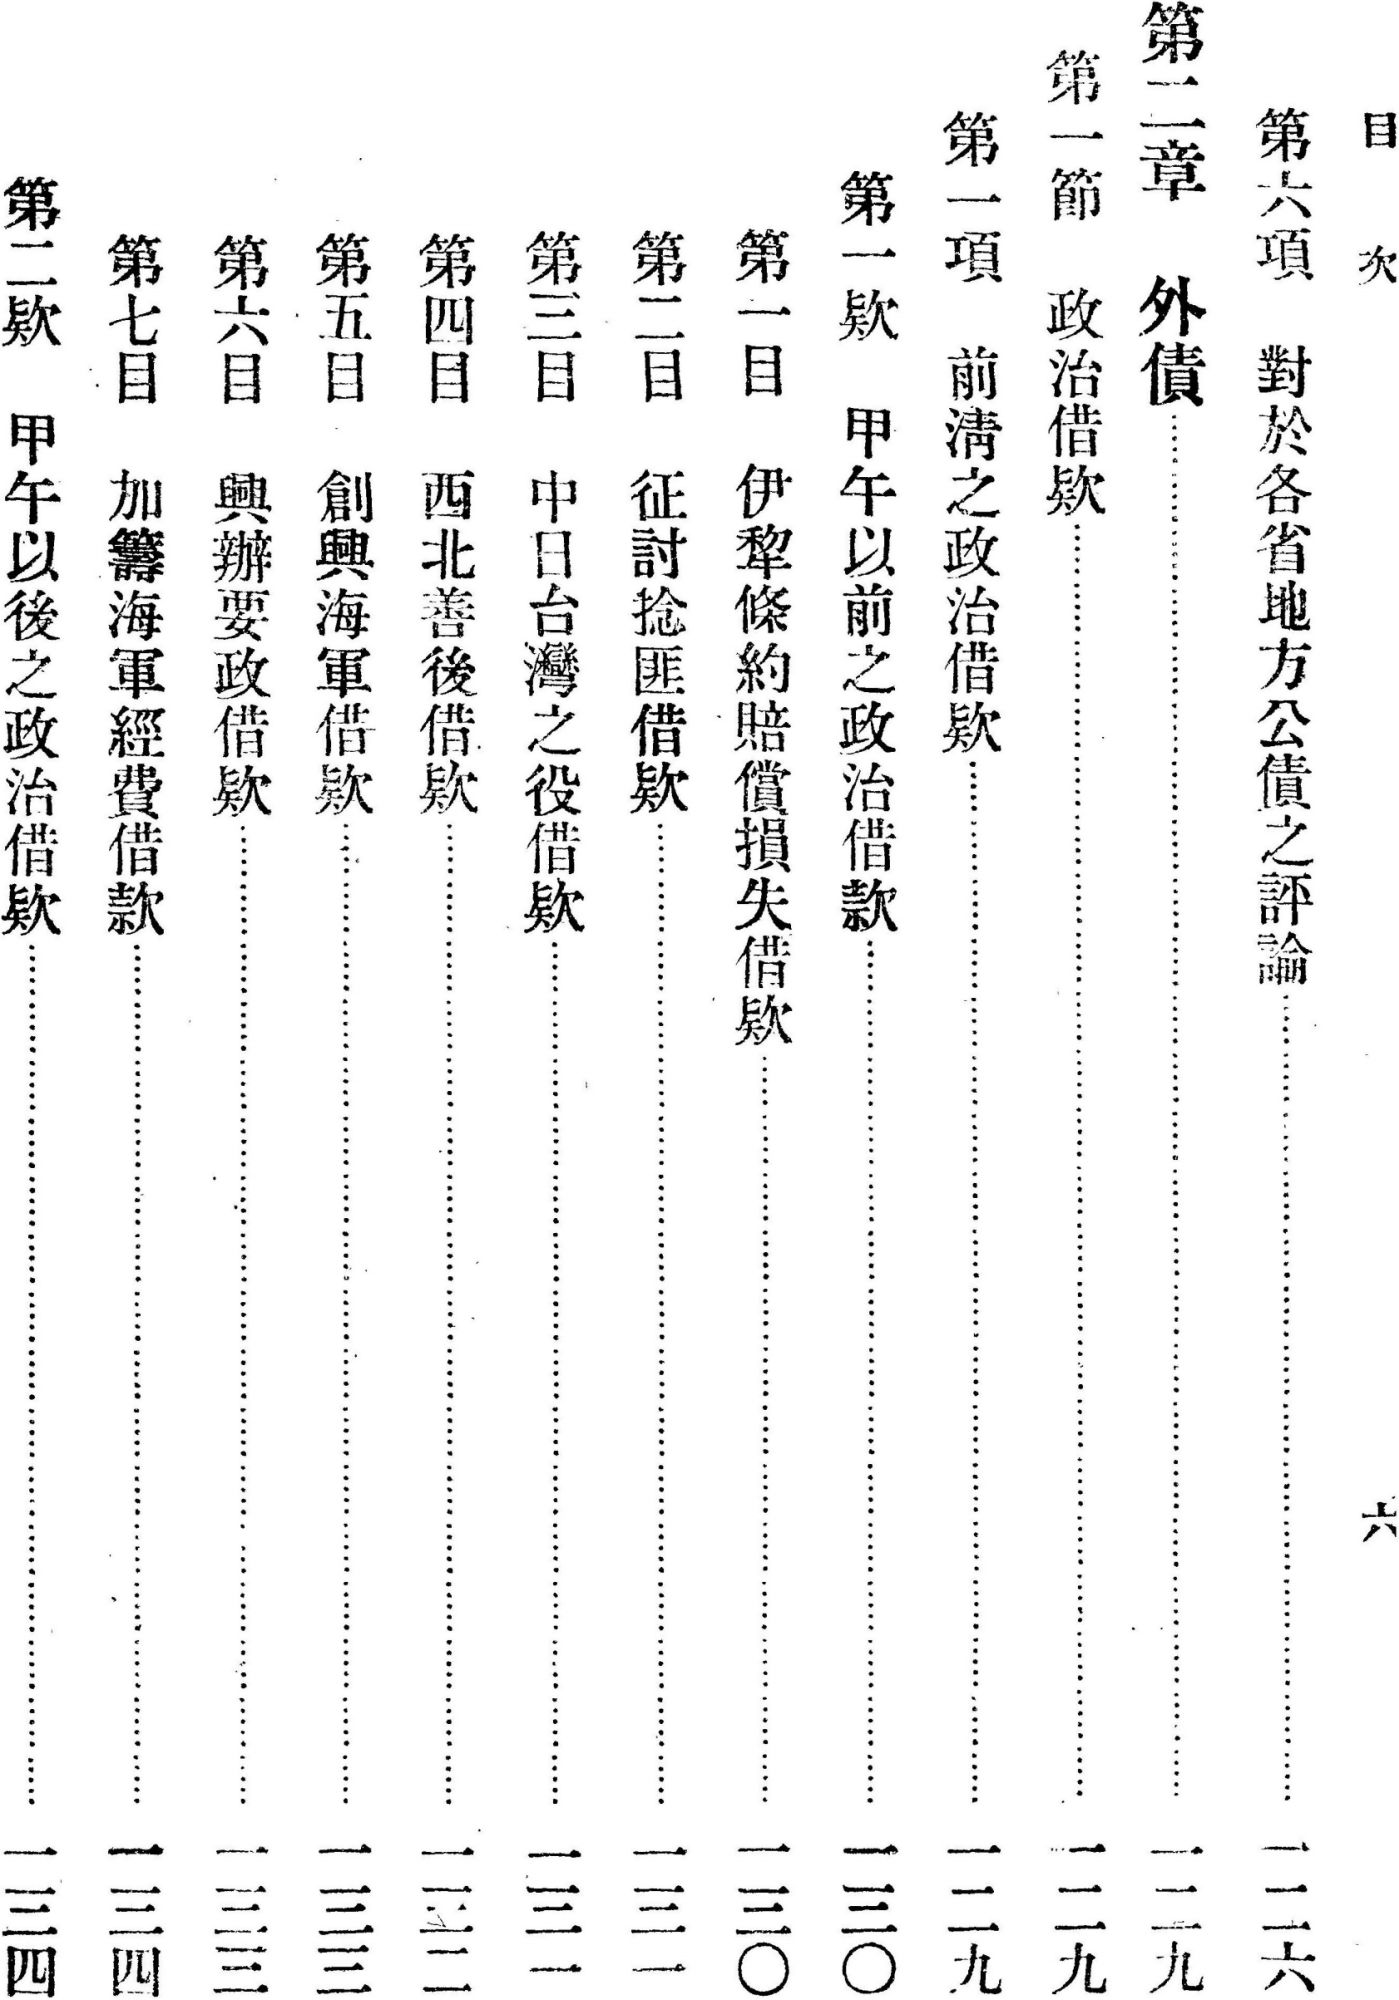 目次　六
第六項　對於各省地方公債之評論……一二六
第二章　外債……一二九
第一節　政治借欵……一二九
第一項　前淸之政治借欵……一二九
第一欵　甲午以前之政治借款……一三〇
第一目　伊犂條約賠償損失借欵……一三〇
第二目　征討捻匪借欵……一三一
第三目　中日台灣之役借欵……一三一
第四目　西北善後借欵……一三二
第五目　創興海軍借欵……一三三
第六目　興辦要政借欵……一三三
第七目　加籌海軍經費借款……一三四
第二欵　甲午以後之政治借欵……一三四